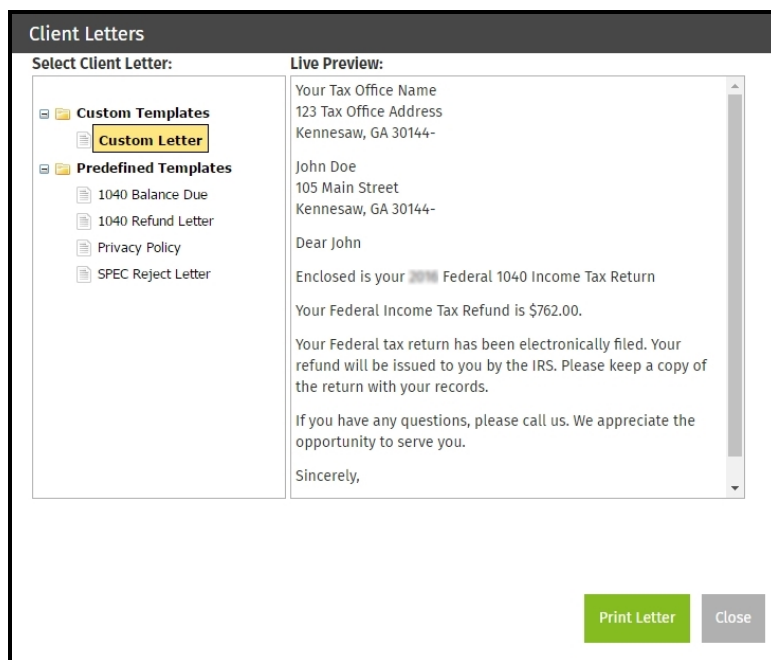 Client Letters
Select Client Letter:
Custom Templates
Custom Letter
Predefined Templates
1040 Balance Due
1040 Refund Letter
Privacy Policy
SPEC Reject Letter
Live Preview:
Your Tax Office Name
123 Tax Office Address
Kennesaw, GA 30144-
John Doe
105 Main Street
Kennesaw, GA 30144-
Dear John
Enclosed is your Federal 1040 Income Tax Return
Your Federal Income Tax Refund is $762.00.
Your Federal tax return has been electronically filed. Your
refund will be issued to you by the IRS. Please keep a copy of
the return with your records.
If you have any questions, please call us. We appreciate the
opportunity to serve you.
Sincerely,
Print Letter
Close